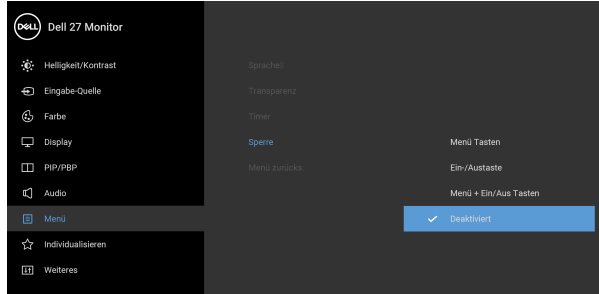 DELL Dell 27 Monitor
Helligkeit/Kontrast
Eingabe-Quelle
Farbe
Display
PIP/PBP
Audio
Menü
Individualisieren
Weiteres
Sprache!!
Transparenz
Timer
Sperre
Menü zurücks.
Menü Tasten
Ein-/Austaste
Menü + Ein/Aus Tasten
Deaktiviert